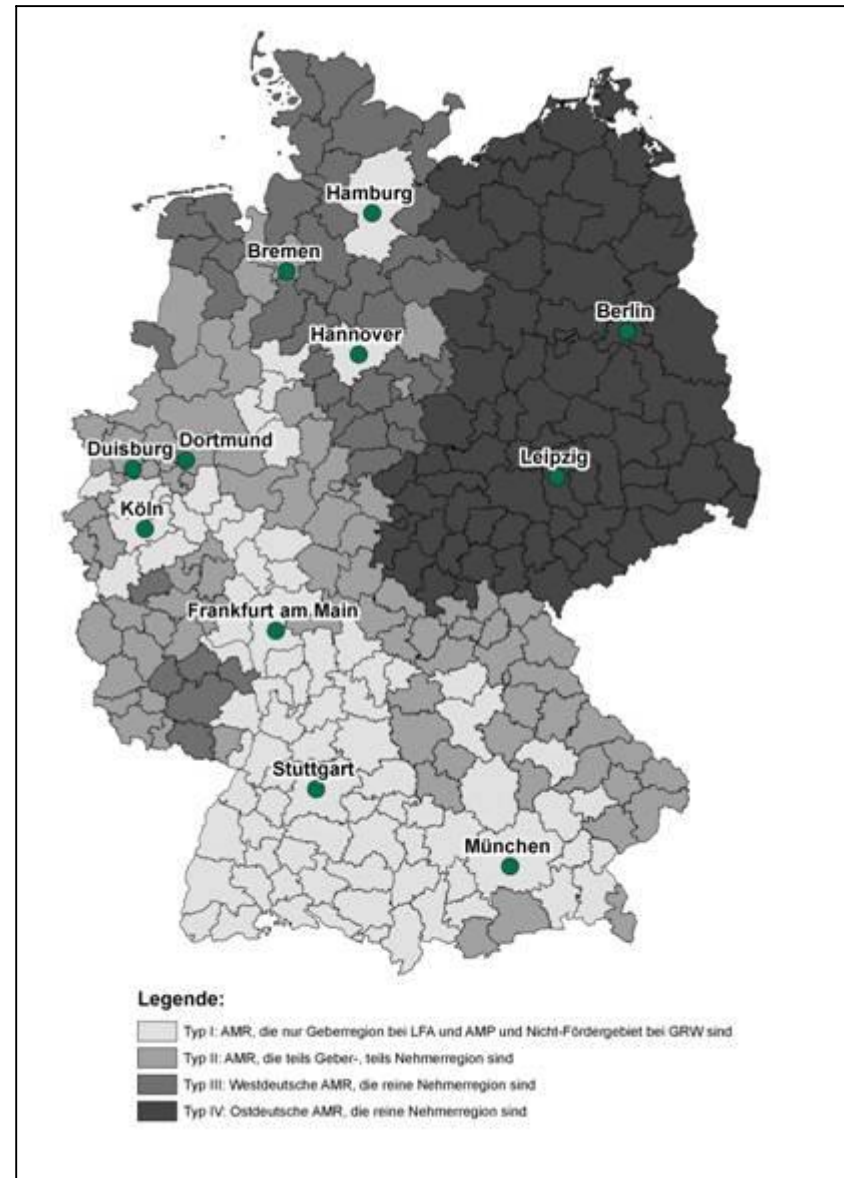 Hamburg
Bremen
Berlin
Hannover
Duisburg
Dortmund
Leipzig
Köln
Frankfurt am Main
Stuttgart
München
Legende:
Typ I: AMR, die nur Geberregion bei LFA und AMP und Nicht-Fördergebiet bei GRW sind
Typ II: AMR, die teils Geber-, teils Nehmerregion sind
Typ III: Westdeutsche AMR, die reine Nehmerregion sind
Typ IV: Ostdeutsche AMR, die reine Nehmerregion sind